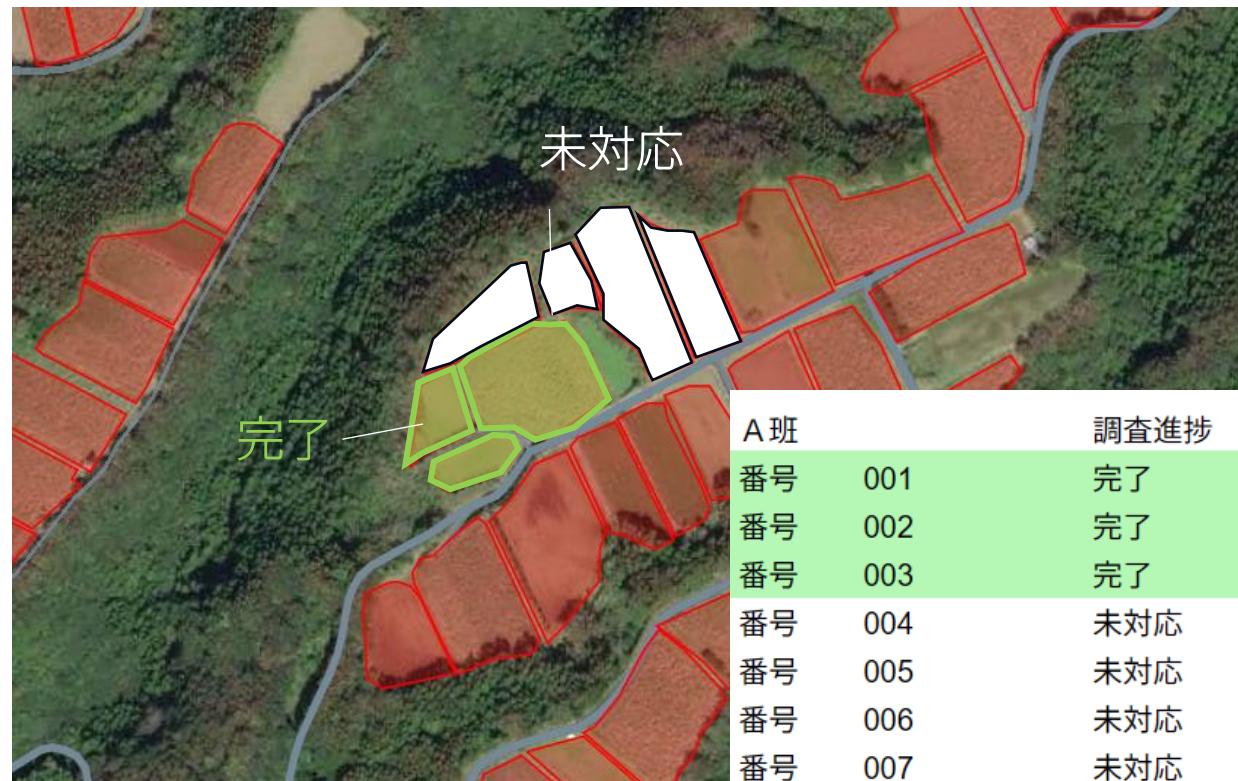 未対応
完了
A班 調査進捗
番号 001 完了
番号 002 完了
番号 003 完了
番号 004 未対応
番号 005 未対応
番号 006 未対応
番号 007 未対応